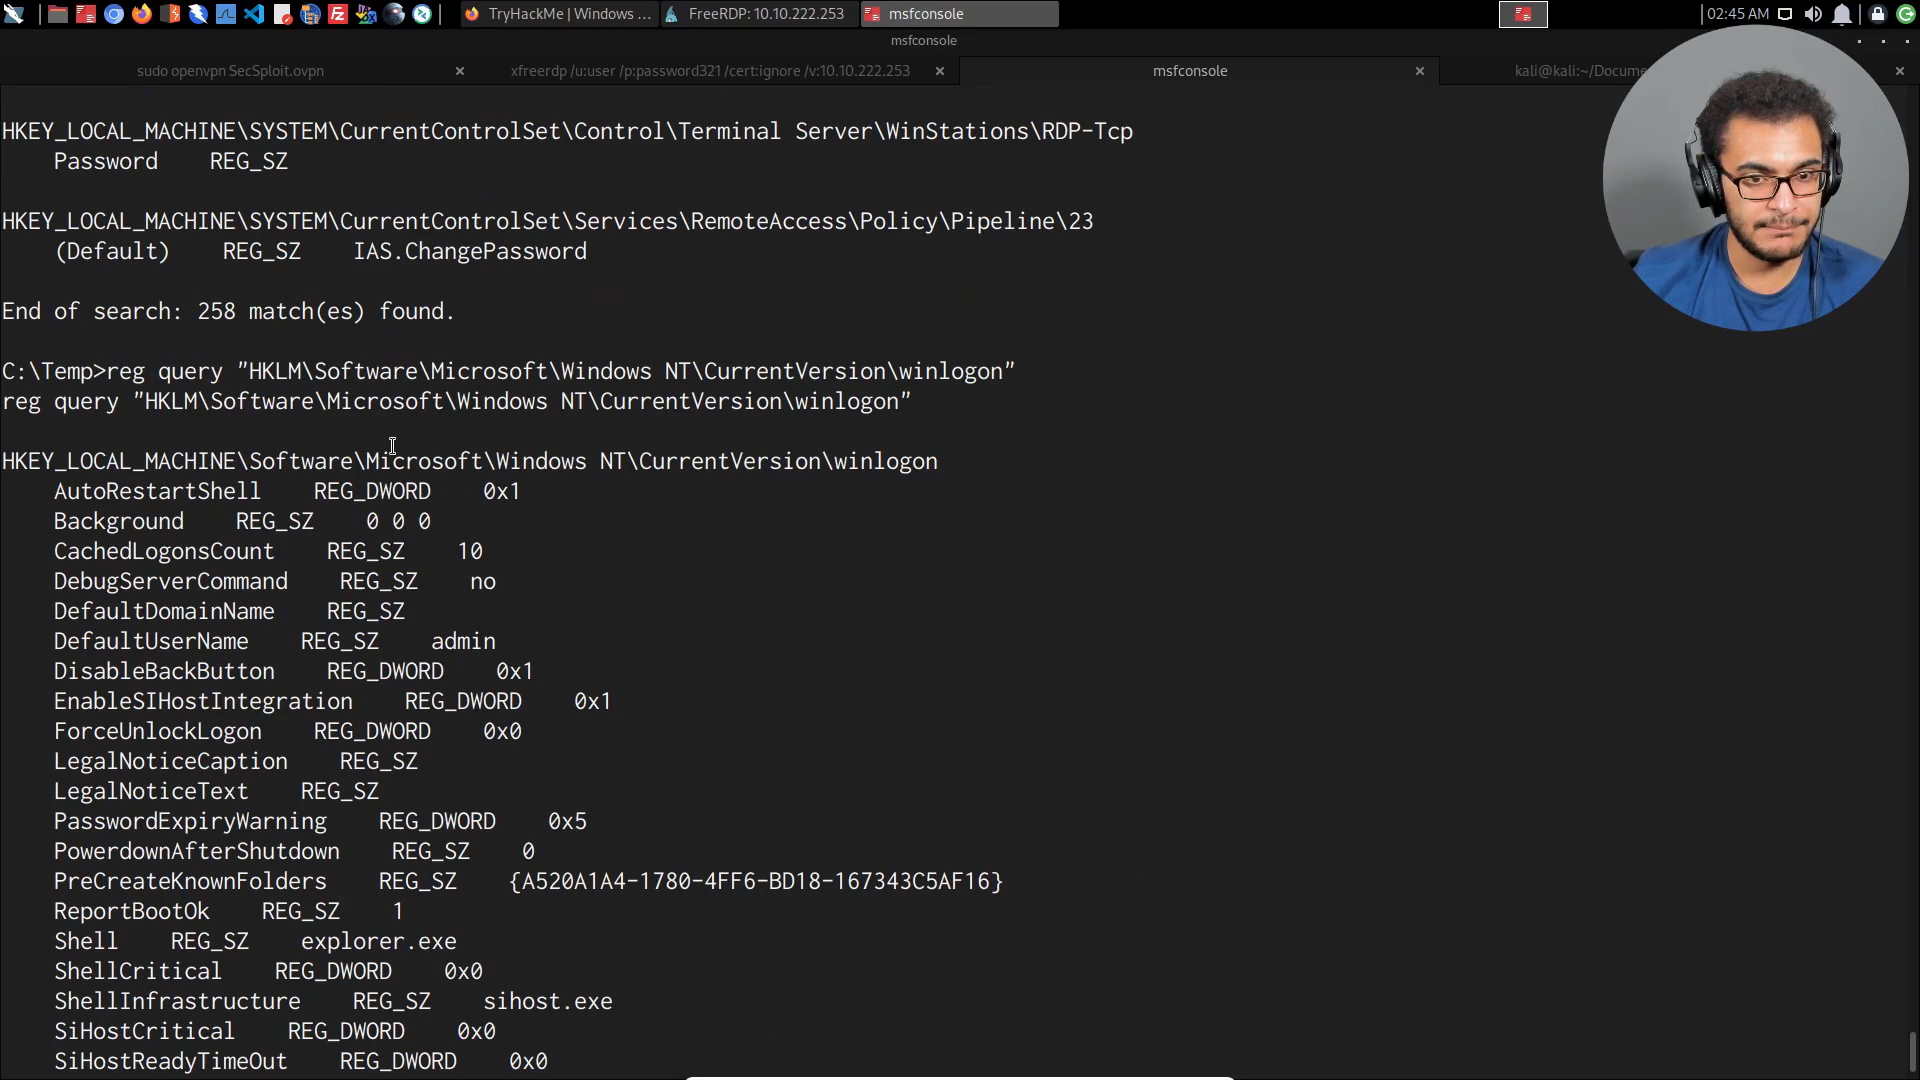 TryHackMe | Windows ...
FreeRDP: 10.10.222.253
msfconsole
02:45 AM
msfconsole
sudo openvpn SecSploit.ovpn
xfreerdp /u:user /p:password321 /cert:ignore /v:10.10.222.253
msfconsole
kali@kali:~/Docume
HKEY_LOCAL_MACHINE\SYSTEM\CurrentControlSet\Control\Terminal Server\WinStations\RDP-Tcp
Password REG_SZ
HKEY_LOCAL_MACHINE\SYSTEM\CurrentControlSet\Services\RemoteAccess\Policy\Pipeline\23
(Default) REG_SZ IAS.ChangePassword
End of search: 258 match(es) found.
C:\Temp>reg query "HKLM\Software\Microsoft\Windows NT\CurrentVersion\winlogon"
reg query "HKLM\Software\Microsoft\Windows NT\CurrentVersion\winlogon"
HKEY_LOCAL_MACHINE\Software\Microsoft\Windows NT\CurrentVersion\winlogon
AutoRestartShell REG_DWORD 0x1
Background REG_SZ 0 0 0
CachedLogonsCount REG_SZ 10
DebugServerCommand REG_SZ no
DefaultDomainName REG_SZ
DefaultUserName REG_SZ admin
DisableBackButton REG_DWORD 0x1
EnableSIHostIntegration REG_DWORD 0x1
ForceUnlockLogon REG_DWORD 0x0
LegalNoticeCaption REG_SZ
LegalNoticeText REG_SZ
PasswordExpiryWarning REG_DWORD 0x5
PowerdownAfterShutdown REG_SZ 0
PreCreateKnownFolders REG_SZ {A520A1A4-1780-4FF6-BD18-167343C5AF16}
ReportBootOk REG_SZ 1
Shell REG_SZ explorer.exe
ShellCritical REG_DWORD 0x0
ShellInfrastructure REG_SZ sihost.exe
SiHostCritical REG_DWORD 0x0
SiHostReadyTimeOut REG_DWORD 0x0